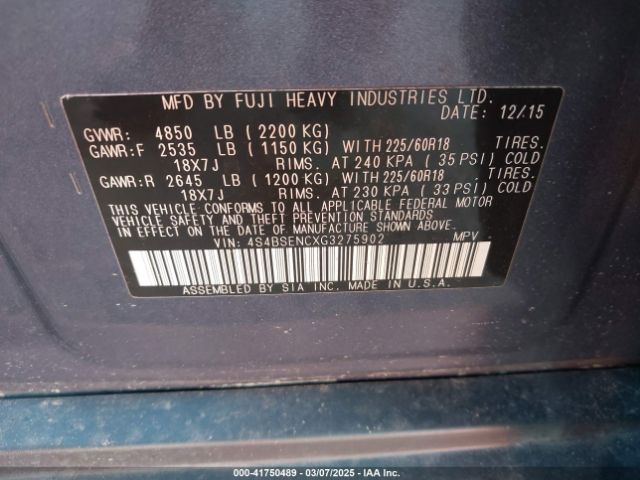 MFD BY FUJI HEAVY INDUSTRIES LTD.
DATE: 12/15
GVWR: 4850 LB (2200 KG)
GAWR:F 2535 LB (1150 KG) WITH 225/60R18 TIRES.
18X7J RIMS. AT 240 KPA (35 PSI) COLD
GAWR:R 2645 LB (1200 KG) WITH 225/60R18 TIRES.
18X7J RIMS. AT 230 KPA (33 PSI) COLD.
THIS VEHICLE CONFORMS TO ALL APPLICABLE FEDERAL MOTOR
VEHICLE SAFETY AND BUMPER AND THEFT PREVENTION STANDARDS
IN EFFECT ON THE DATE OF MANUFACTURE SHOWN ABOVE.
VIN: 4S4BSENCXG3275902 MPV
ASSEMBLED BY SIA INC. MADE IN U.S.A.
000-41750489 - 03/07/2025 - IAA Inc.